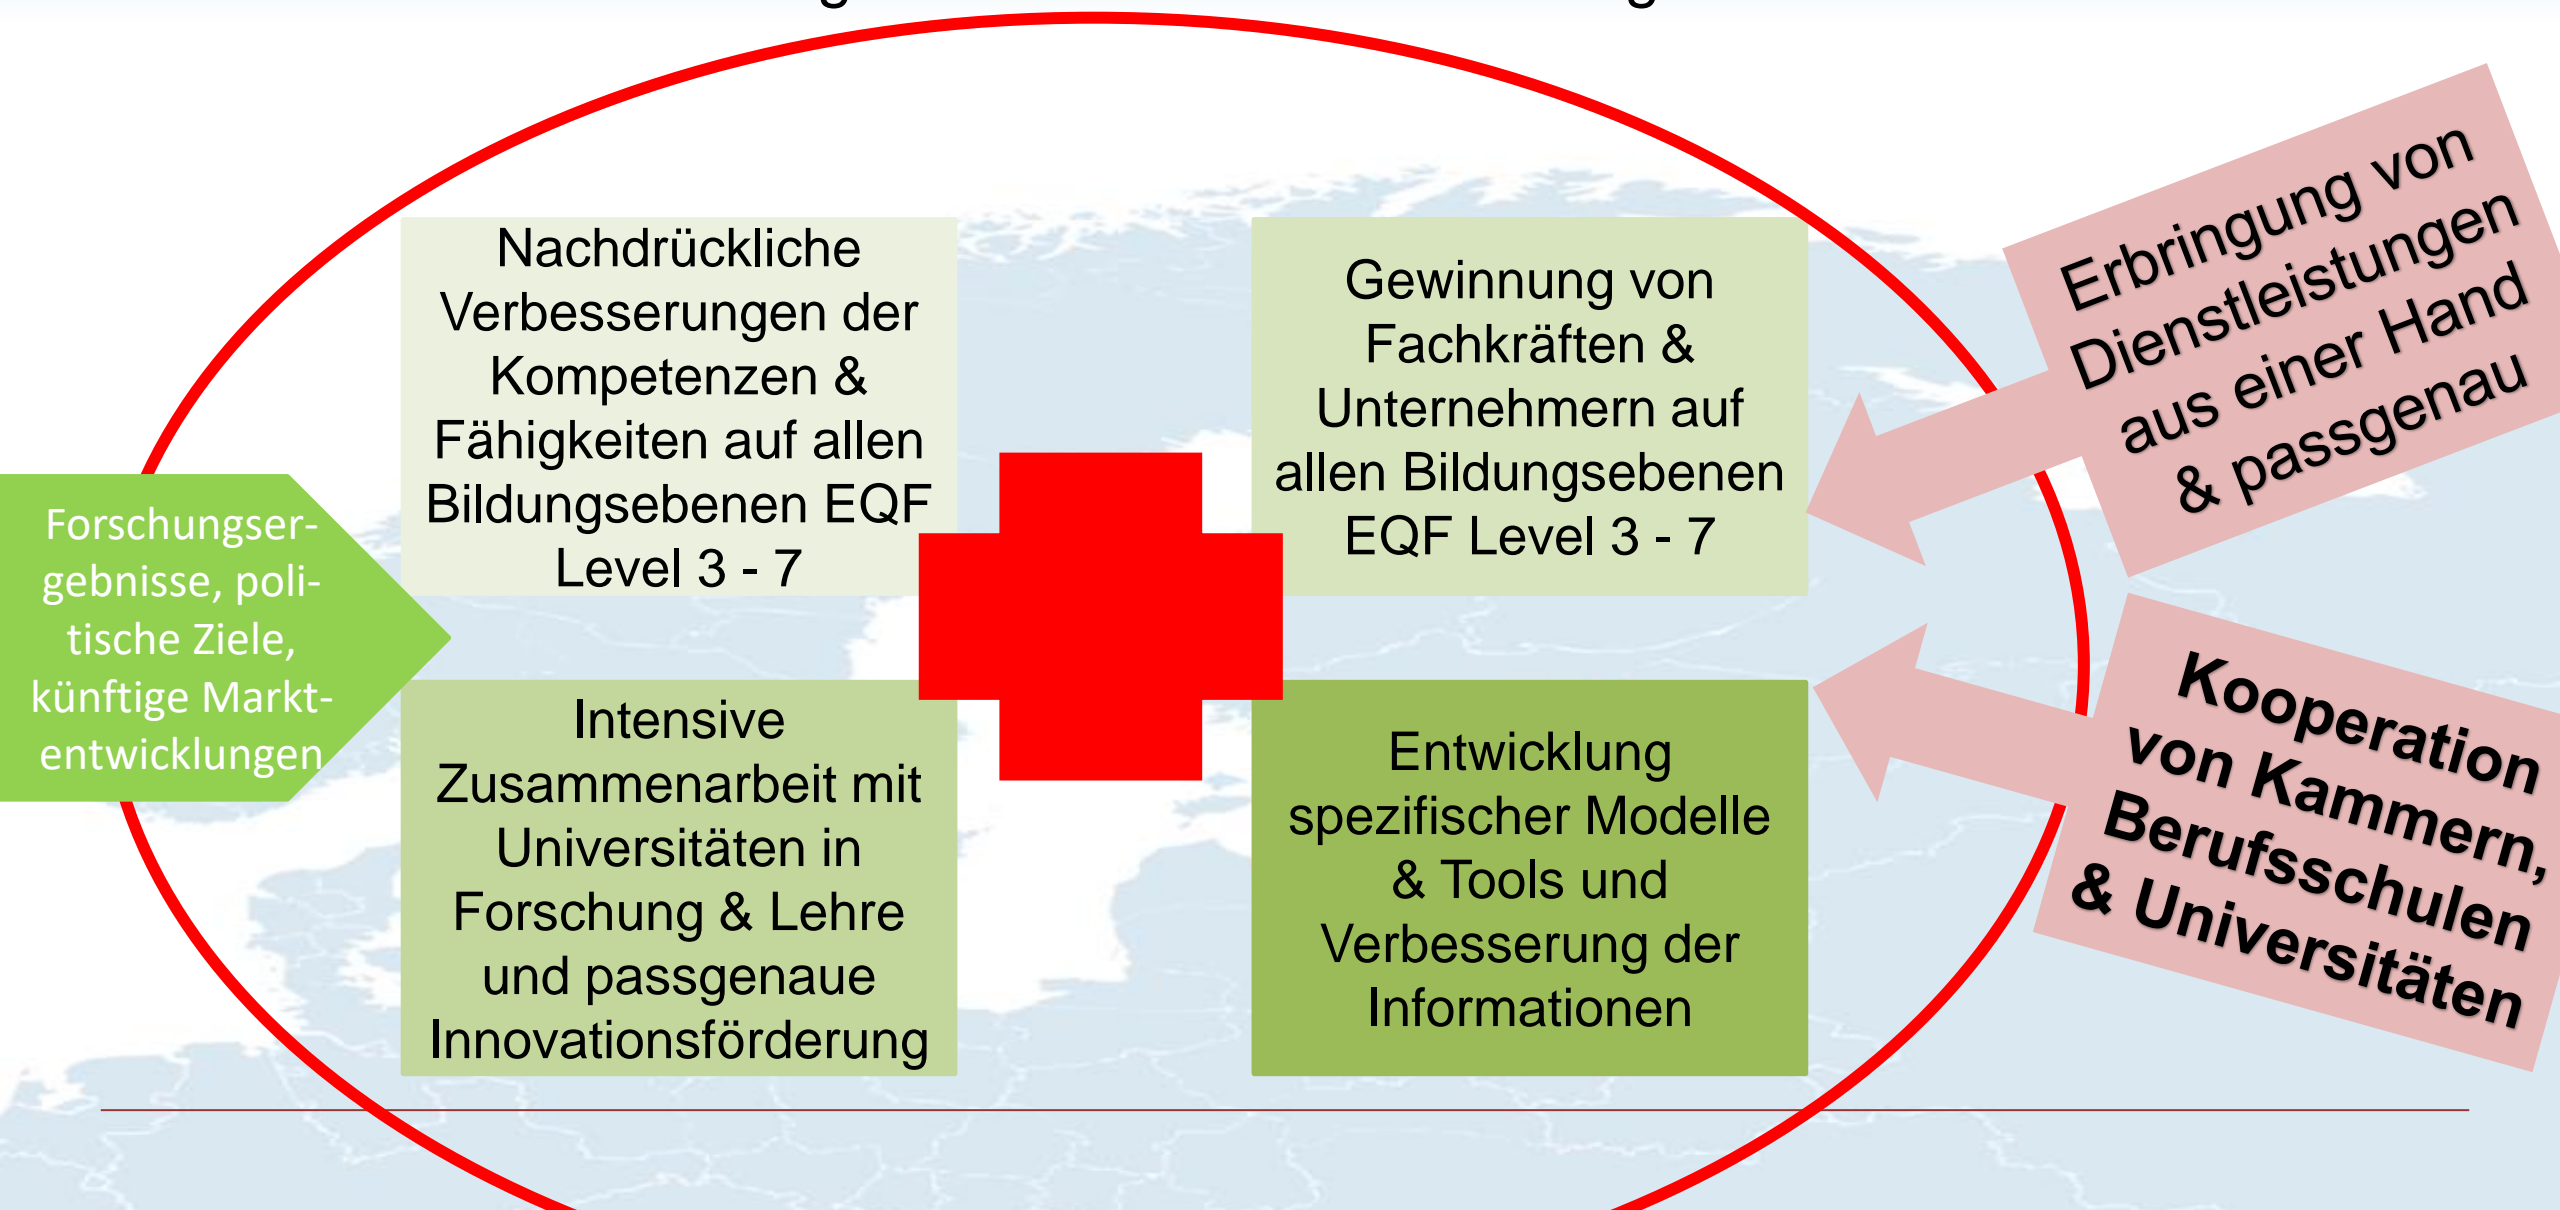 Forschungser-
gebnisse, poli-
tische Ziele,
künftige Markt-
entwicklungen
Nachdrückliche
Verbesserungen der
Kompetenzen &
Fähigkeiten auf allen
Bildungsebenen EQF
Level 3 - 7
Gewinnung von
Fachkräften &
Unternehmern auf
allen Bildungsebenen
EQF Level 3 - 7
Intensive
Zusammenarbeit mit
Universitäten in
Forschung & Lehre
und passgenaue
Innovationsförderung
Entwicklung
spezifischer Modelle
& Tools und
Verbesserung der
Informationen
Erbringung von
Dienstleistungen
aus einer Hand
& passgenau
Kooperation
von Kammern,
Berufsschulen
& Universitäten